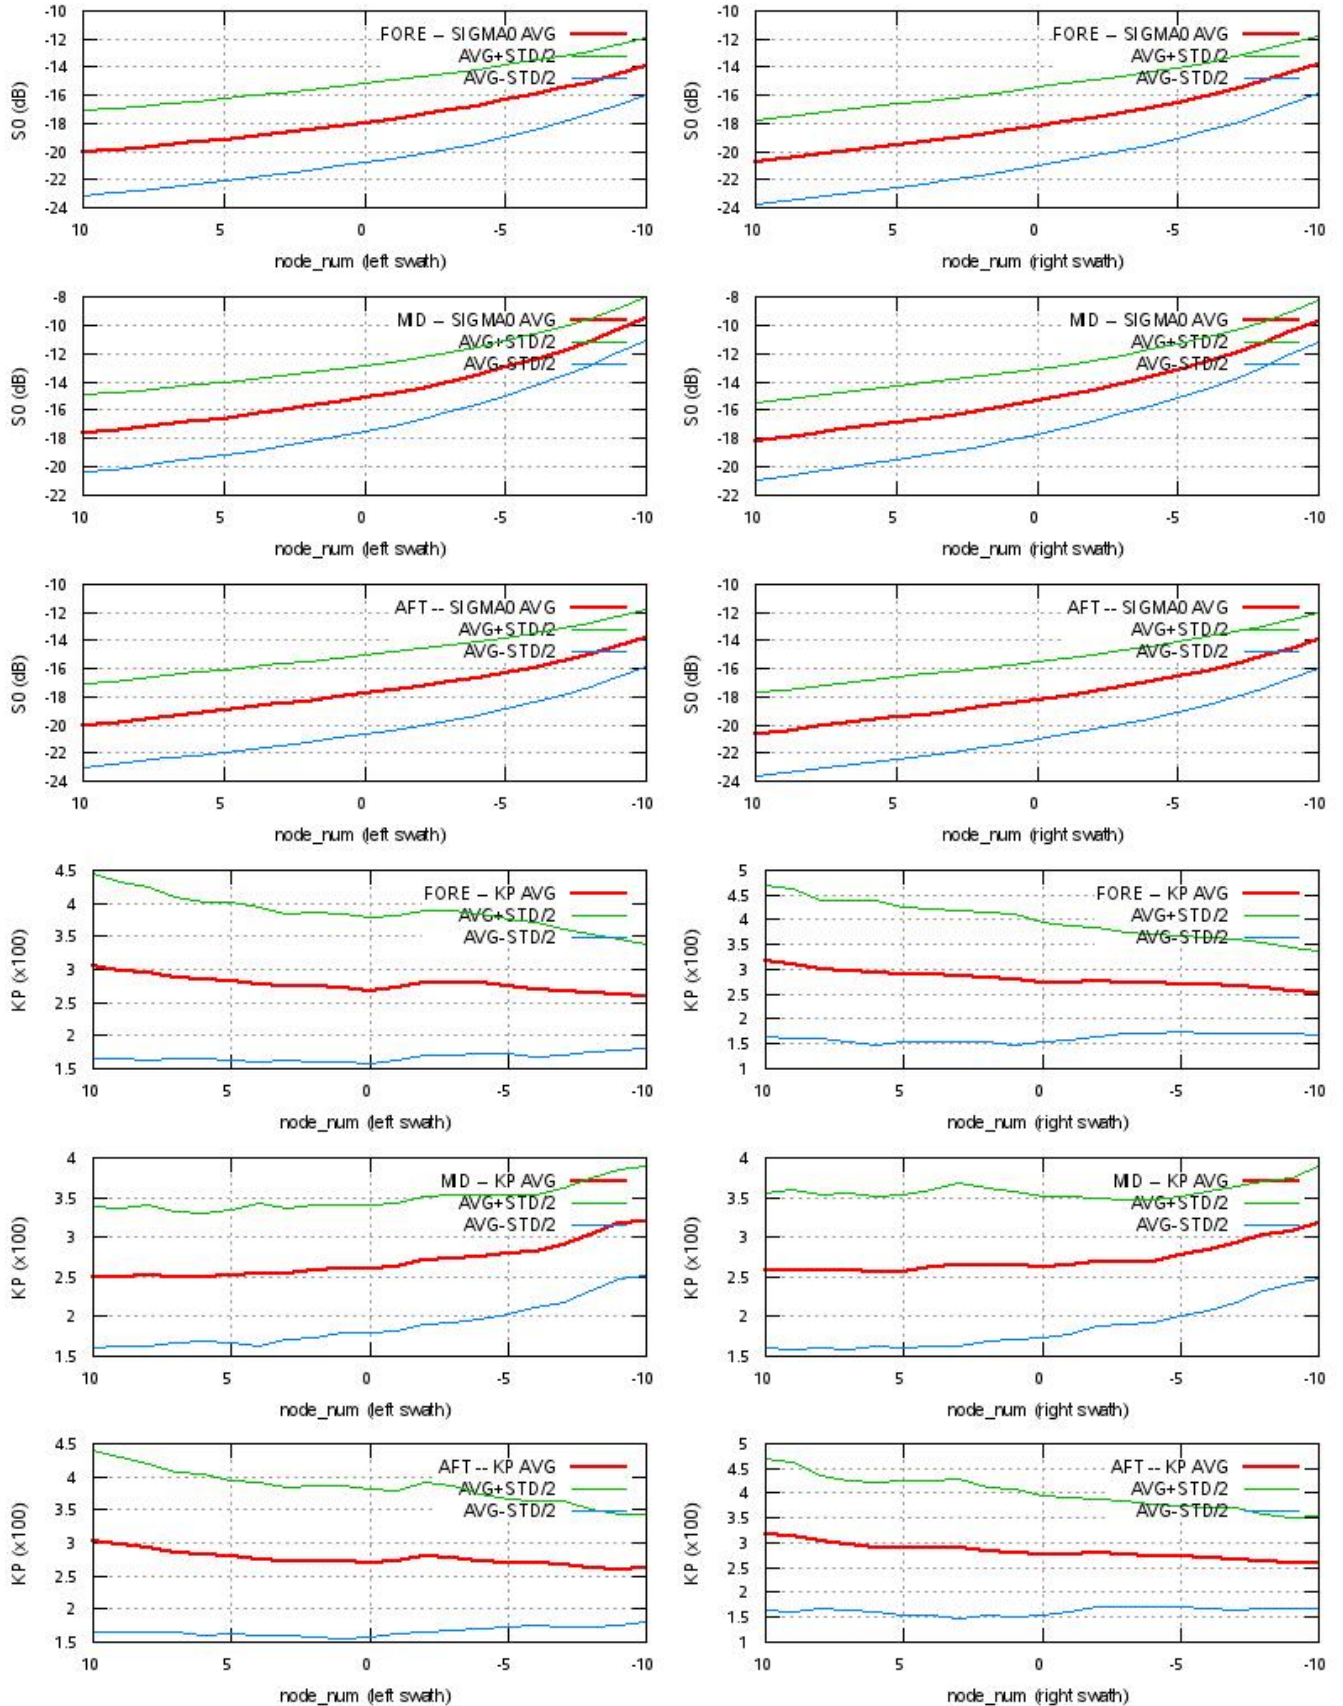 -10
-12
-14
-16
-18
-20
-22
-24
S0 (dB)
FORE – SIGMA0 AVG
AVG+STD/2
AVG-STD/2
10 5 0 -5 -10
node_num (left swath)
-10
-12
-14
-16
-18
-20
-22
-24
S0 (dB)
FORE – SIGMA0 AVG
AVG+STD/2
AVG-STD/2
10 5 0 -5 -10
node_num (right swath)
-8
-10
-12
-14
-16
-18
-20
-22
S0 (dB)
MID – SIGMA0 AVG
AVG+STD/2
AVG-STD/2
10 5 0 -5 -10
node_num (left swath)
-8
-10
-12
-14
-16
-18
-20
-22
S0 (dB)
MID – SIGMA0 AVG
AVG+STD/2
AVG-STD/2
10 5 0 -5 -10
node_num (right swath)
-10
-12
-14
-16
-18
-20
-22
-24
S0 (dB)
AFT -- SIGMA0 AVG
AVG+STD/2
AVG-STD/2
10 5 0 -5 -10
node_num (left swath)
-10
-12
-14
-16
-18
-20
-22
-24
S0 (dB)
AFT -- SIGMA0 AVG
AVG+STD/2
AVG-STD/2
10 5 0 -5 -10
node_num (right swath)
4.5
4
3.5
3
2.5
2
1.5
KP (x100)
FORE – KP AVG
AVG+STD/2
AVG-STD/2
10 5 0 -5 -10
node_num (left swath)
5
4.5
4
3.5
3
2.5
2
1.5
1
KP (x100)
FORE – KP AVG
AVG+STD/2
AVG-STD/2
10 5 0 -5 -10
node_num (right swath)
4
3.5
3
2.5
2
1.5
KP (x100)
MID – KP AVG
AVG+STD/2
AVG-STD/2
10 5 0 -5 -10
node_num (left swath)
4
3.5
3
2.5
2
1.5
KP (x100)
MID – KP AVG
AVG+STD/2
AVG-STD/2
10 5 0 -5 -10
node_num (right swath)
4.5
4
3.5
3
2.5
2
1.5
KP (x100)
AFT -- KP AVG
AVG+STD/2
AVG-STD/2
10 5 0 -5 -10
node_num (left swath)
5
4.5
4
3.5
3
2.5
2
1.5
1
KP (x100)
AFT -- KP AVG
AVG+STD/2
AVG-STD/2
10 5 0 -5 -10
node_num (right swath)